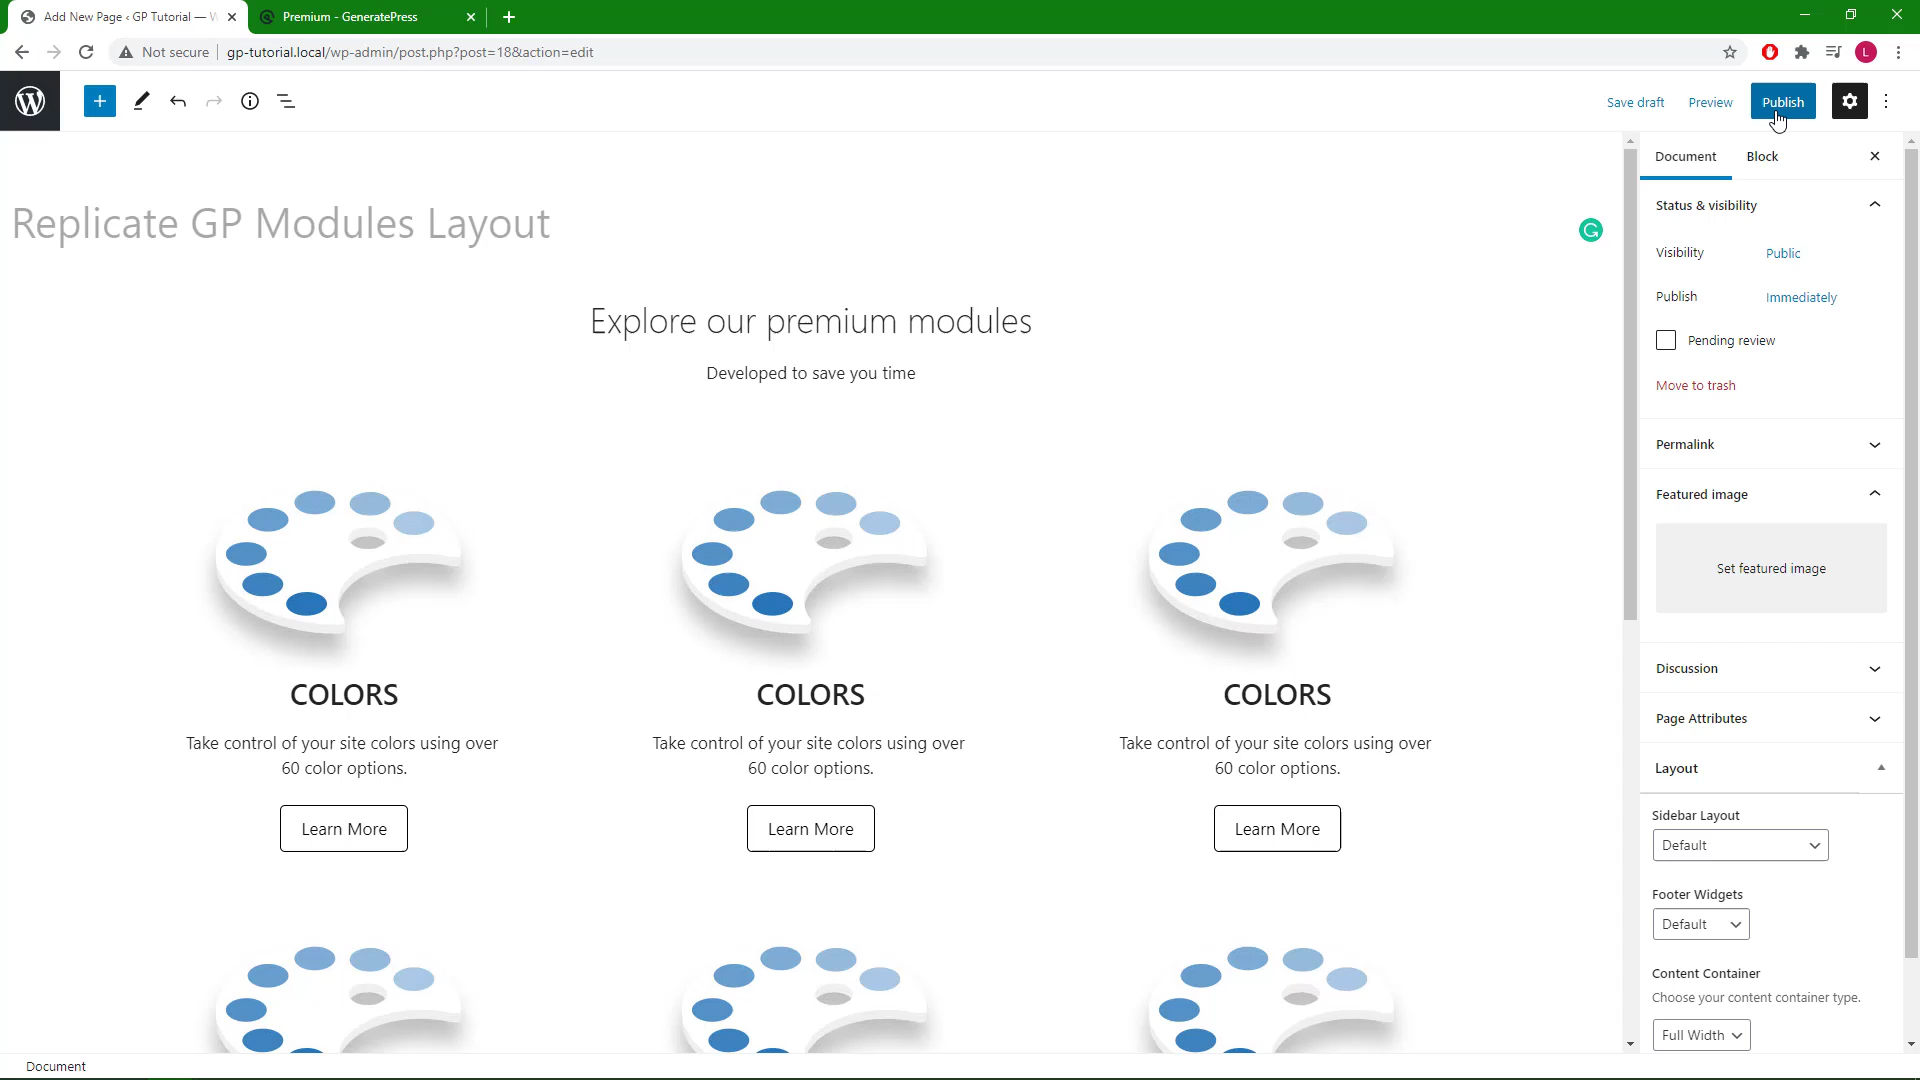 Add New Page ‹ GP Tutorial — W
Premium - GeneratePress
Not secure
gp-tutorial.local/wp-admin/post.php?post=18&action=edit
L
Save draft
Preview
Publish
Document
Block
Status & visibility
Visibility
Public
Publish
Immediately
Pending review
Move to trash
Permalink
Featured image
Set featured image
Discussion
Page Attributes
Layout
Sidebar Layout
Default
Footer Widgets
Default
Content Container
Choose your content container type.
Full Width
Replicate GP Modules Layout
Explore our premium modules
Developed to save you time
COLORS
Take control of your site colors using over
60 color options.
Learn More
COLORS
Take control of your site colors using over
60 color options.
Learn More
COLORS
Take control of your site colors using over
60 color options.
Learn More
Document